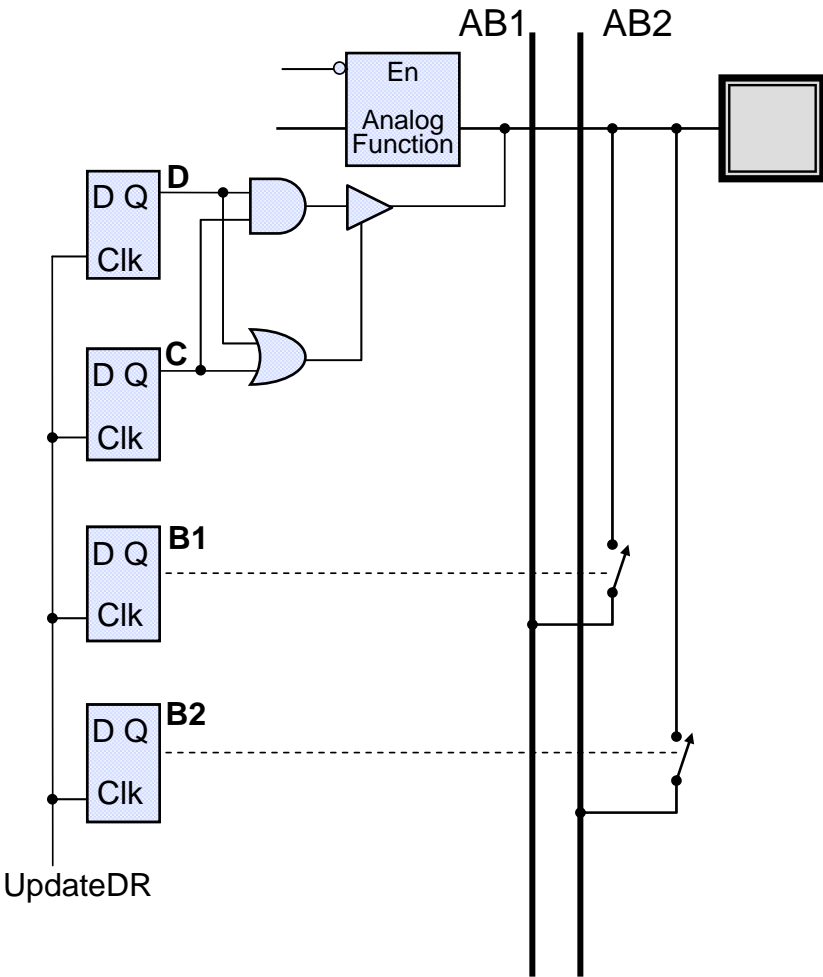 AB1
AB2
En
Analog
Function
D
D Q
Clk
C
D Q
Clk
B1
D Q
Clk
B2
D Q
Clk
UpdateDR